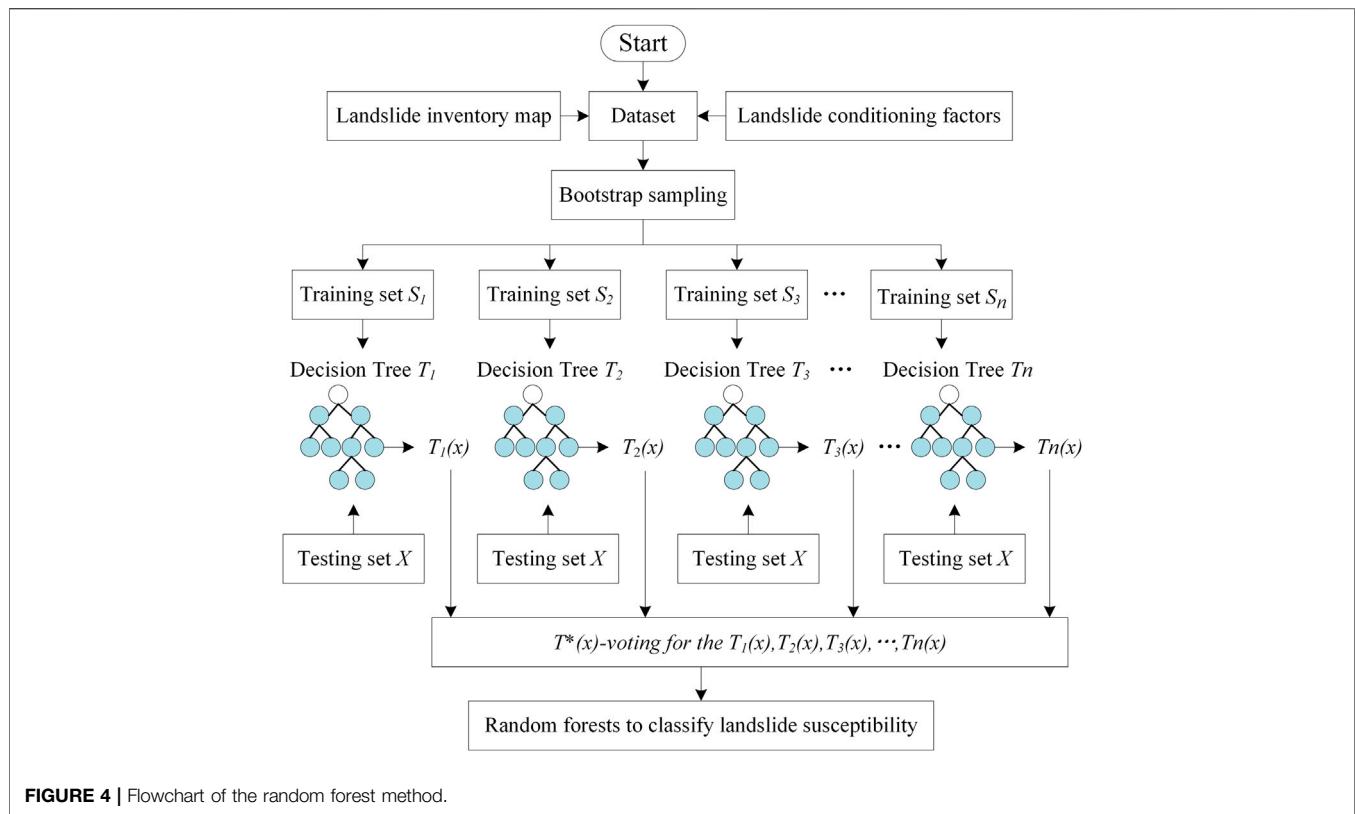 Start
Landslide inventory map
Dataset
Landslide conditioning factors
Bootstrap sampling
Training set S1
Training set S2
Training set S3
...
Training set Sn
Decision Tree T1
Decision Tree T2
Decision Tree T3
...
Decision Tree Tn
T1(x)
T2(x)
T3(x)
...
Tn(x)
Testing set X
Testing set X
Testing set X
Testing set X
T*(x)-voting for the T1(x),T2(x),T3(x),...,Tn(x)
Random forests to classify landslide susceptibility
FIGURE 4 | Flowchart of the random forest method.